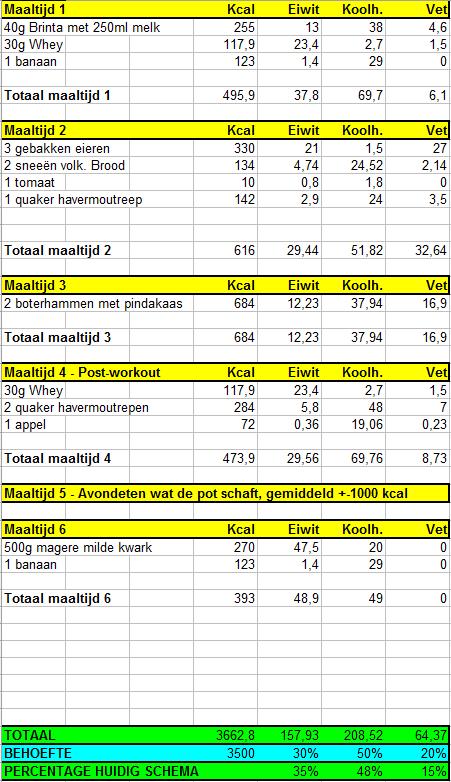 Maaltijd 1 Kcal Eiwit Koolh. Vet
40g Brinta met 250ml melk 255 13 38 4,6
30g Whey 117,9 23,4 2,7 1,5
1 banaan 123 1,4 29 0
Totaal maaltijd 1 495,9 37,8 69,7 6,1
Maaltijd 2 Kcal Eiwit Koolh. Vet
3 gebakken eieren 330 21 1,5 27
2 sneeën volk. Brood 134 4,74 24,52 2,14
1 tomaat 10 0,8 1,8 0
1 quaker havermoutreep 142 2,9 24 3,5
Totaal maaltijd 2 616 29,44 51,82 32,64
Maaltijd 3 Kcal Eiwit Koolh. Vet
2 boterhammen met pindakaas 684 12,23 37,94 16,9
Totaal maaltijd 3 684 12,23 37,94 16,9
Maaltijd 4 - Post-workout Kcal Eiwit Koolh. Vet
30g Whey 117,9 23,4 2,7 1,5
2 quaker havermoutrepen 284 5,8 48 7
1 appel 72 0,36 19,06 0,23
Totaal maaltijd 4 473,9 29,56 69,76 8,73
Maaltijd 5 - Avondeten wat de pot schaft, gemiddeld +-1000 kcal
Maaltijd 6 Kcal Eiwit Koolh. Vet
500g magere milde kwark 270 47,5 20 0
1 banaan 123 1,4 29 0
Totaal maaltijd 6 393 48,9 49 0
TOTAAL 3662,8 157,93 208,52 64,37
BEHOEFTE 3500 30% 50% 20%
PERCENTAGE HUIDIG SCHEMA 35% 48% 15%